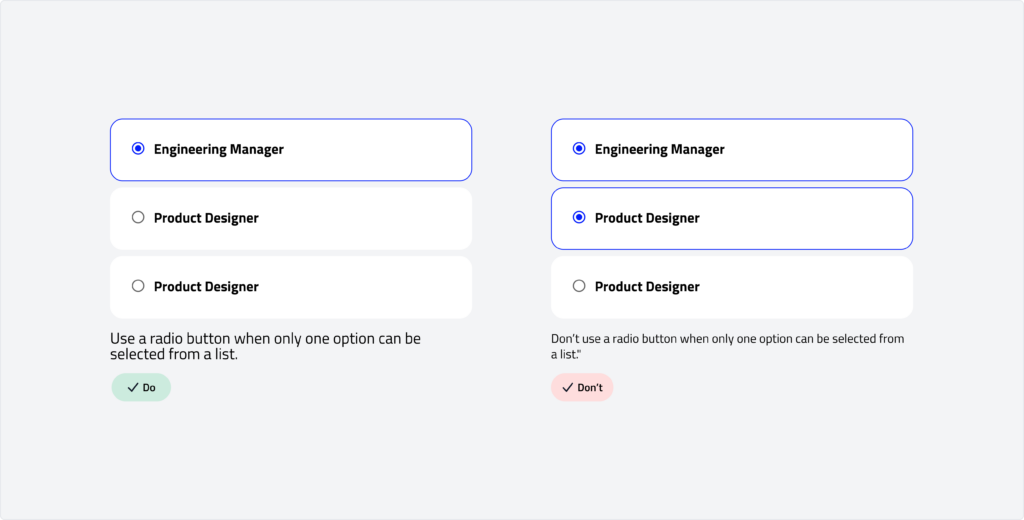 Engineering Manager
Product Designer
Product Designer
Use a radio button when only one option can be
selected from a list.
Do
Engineering Manager
Product Designer
Product Designer
Don't use a radio button when only one option can be selected from
a list."
Don't